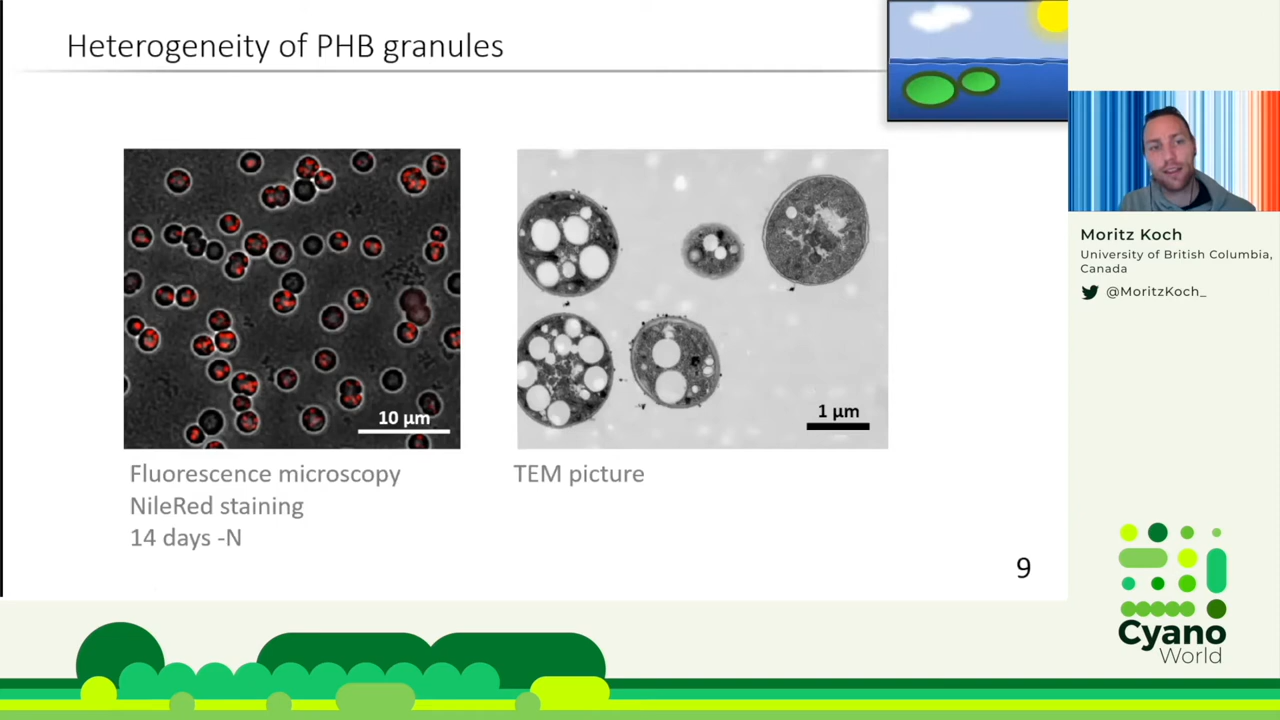 Heterogeneity of PHB granules
10 µm
1 µm
Fluorescence microscopy
NileRed staining
14 days -N
TEM picture
9
Moritz Koch
University of British Columbia,
Canada
@MoritzKoch_
Cyano
World